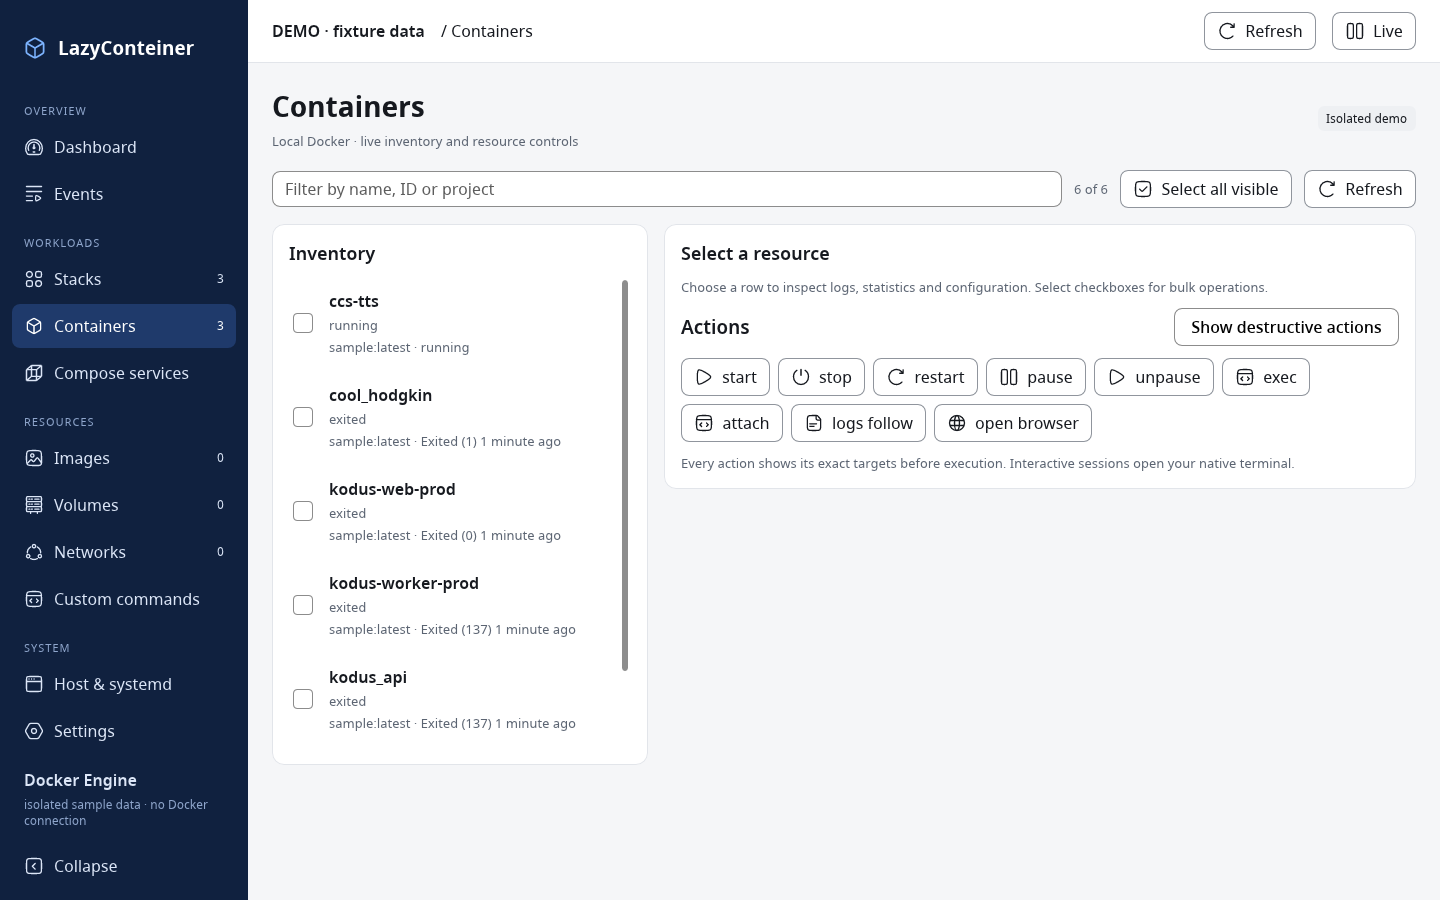 LazyConteiner
OVERVIEW
Dashboard
Events
WORKLOADS
Stacks 3
Containers 3
Compose services
RESOURCES
Images 0
Volumes 0
Networks 0
Custom commands
SYSTEM
Host & systemd
Settings
Docker Engine
isolated sample data · no Docker
connection
Collapse
DEMO · fixture data / Containers
Refresh
Live
Containers
Local Docker · live inventory and resource controls
Isolated demo
Filter by name, ID or project
6 of 6
Select all visible
Refresh
Inventory
ccs-tts
running
sample:latest · running
cool_hodgkin
exited
sample:latest · Exited (1) 1 minute ago
kodus-web-prod
exited
sample:latest · Exited (0) 1 minute ago
kodus-worker-prod
exited
sample:latest · Exited (137) 1 minute ago
kodus_api
exited
sample:latest · Exited (137) 1 minute ago
Select a resource
Choose a row to inspect logs, statistics and configuration. Select checkboxes for bulk operations.
Actions
Show destructive actions
start
stop
restart
pause
unpause
exec
attach
logs follow
open browser
Every action shows its exact targets before execution. Interactive sessions open your native terminal.